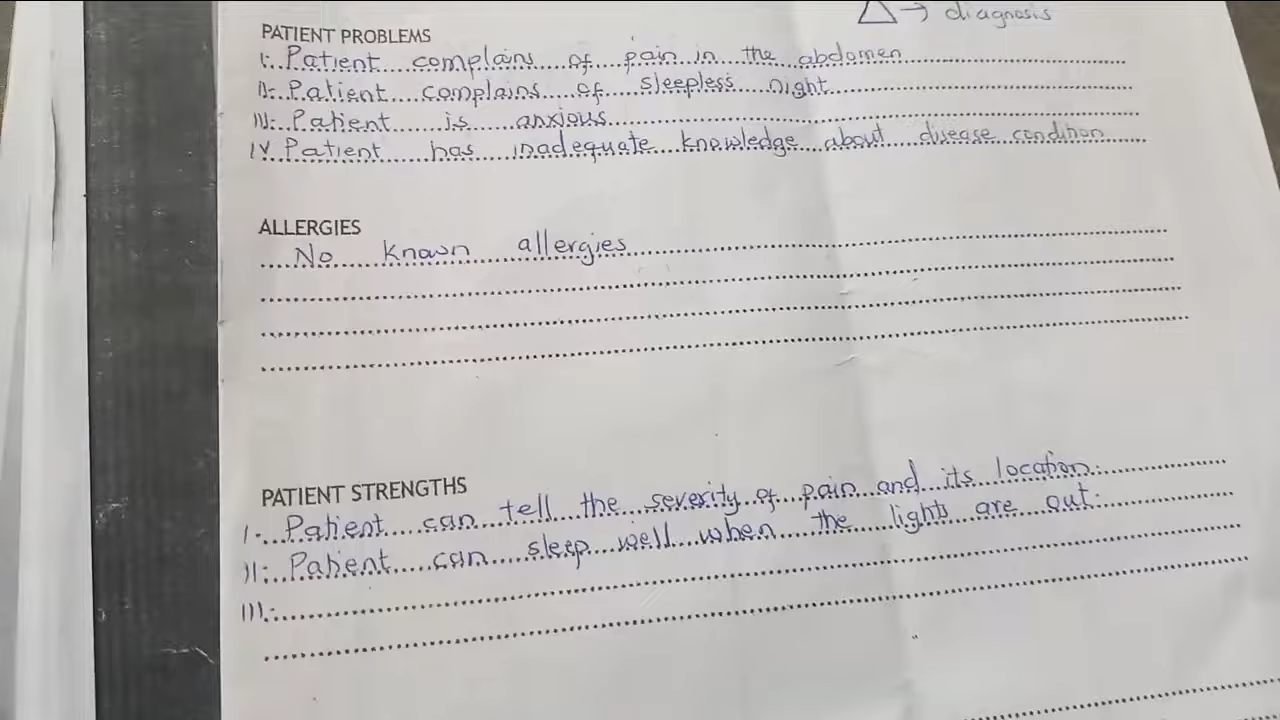 △→ diagnosis
PATIENT PROBLEMS
I. Patient complains of pain in the abdomen
II. Patient complains of sleepless night
III. Patient is anxious
IV Patient has inadequate knowledge about disease condition
ALLERGIES
No known allergies
PATIENT STRENGTHS
I. Patient can tell the severity of pain and its location.
II. Patient can sleep well when the lights are out.
III.